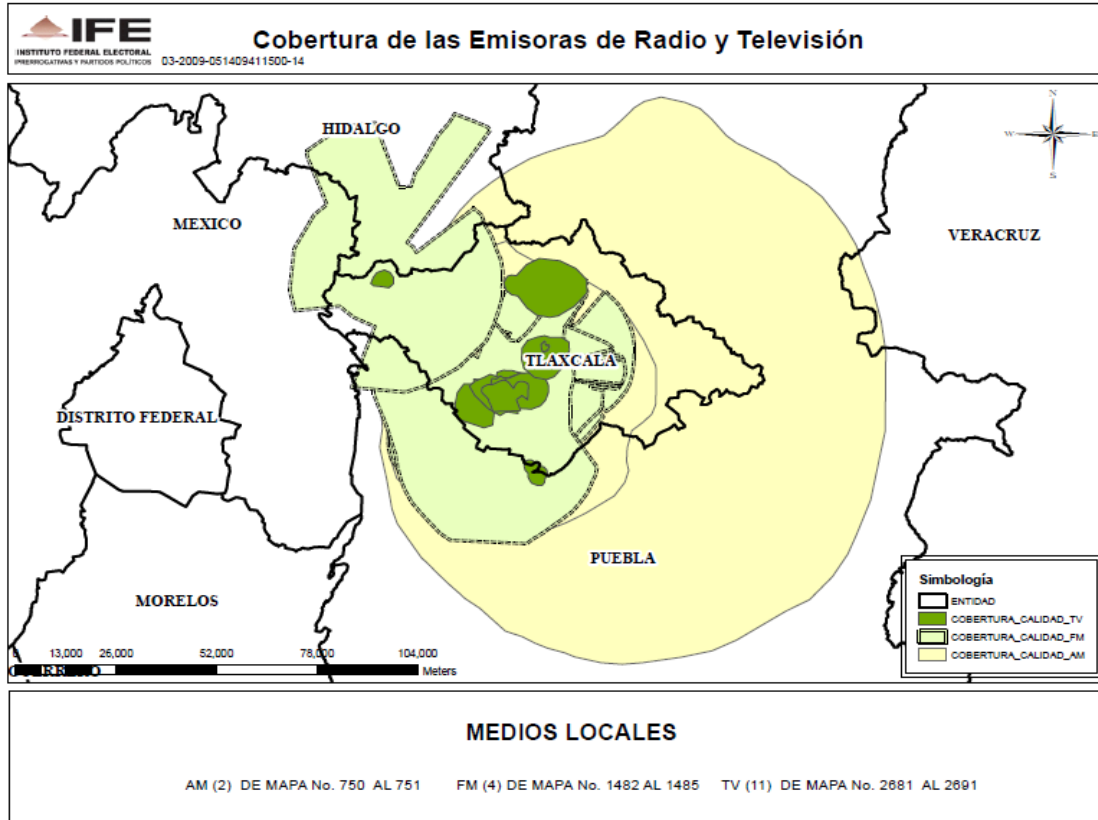 IFE
INSTITUTO FEDERAL ELECTORAL
PRERROGATIVAS Y PARTIDOS POLÍTICOS
03-2009-051409411500-14
Cobertura de las Emisoras de Radio y Televisión
N
W E
S
HIDALGO
MEXICO
VERACRUZ
TLAXCALA
DISTRITO FEDERAL
PUEBLA
MORELOS
Simbología
ENTIDAD
COBERTURA_CALIDAD_TV
COBERTURA_CALIDAD_FM
COBERTURA_CALIDAD_AM
0 13,000 26,000 52,000 78,000 104,000
Meters
MEDIOS LOCALES
AM (2) DE MAPA No. 750 AL 751 FM (4) DE MAPA No. 1482 AL 1485 TV (11) DE MAPA No. 2681 AL 2691